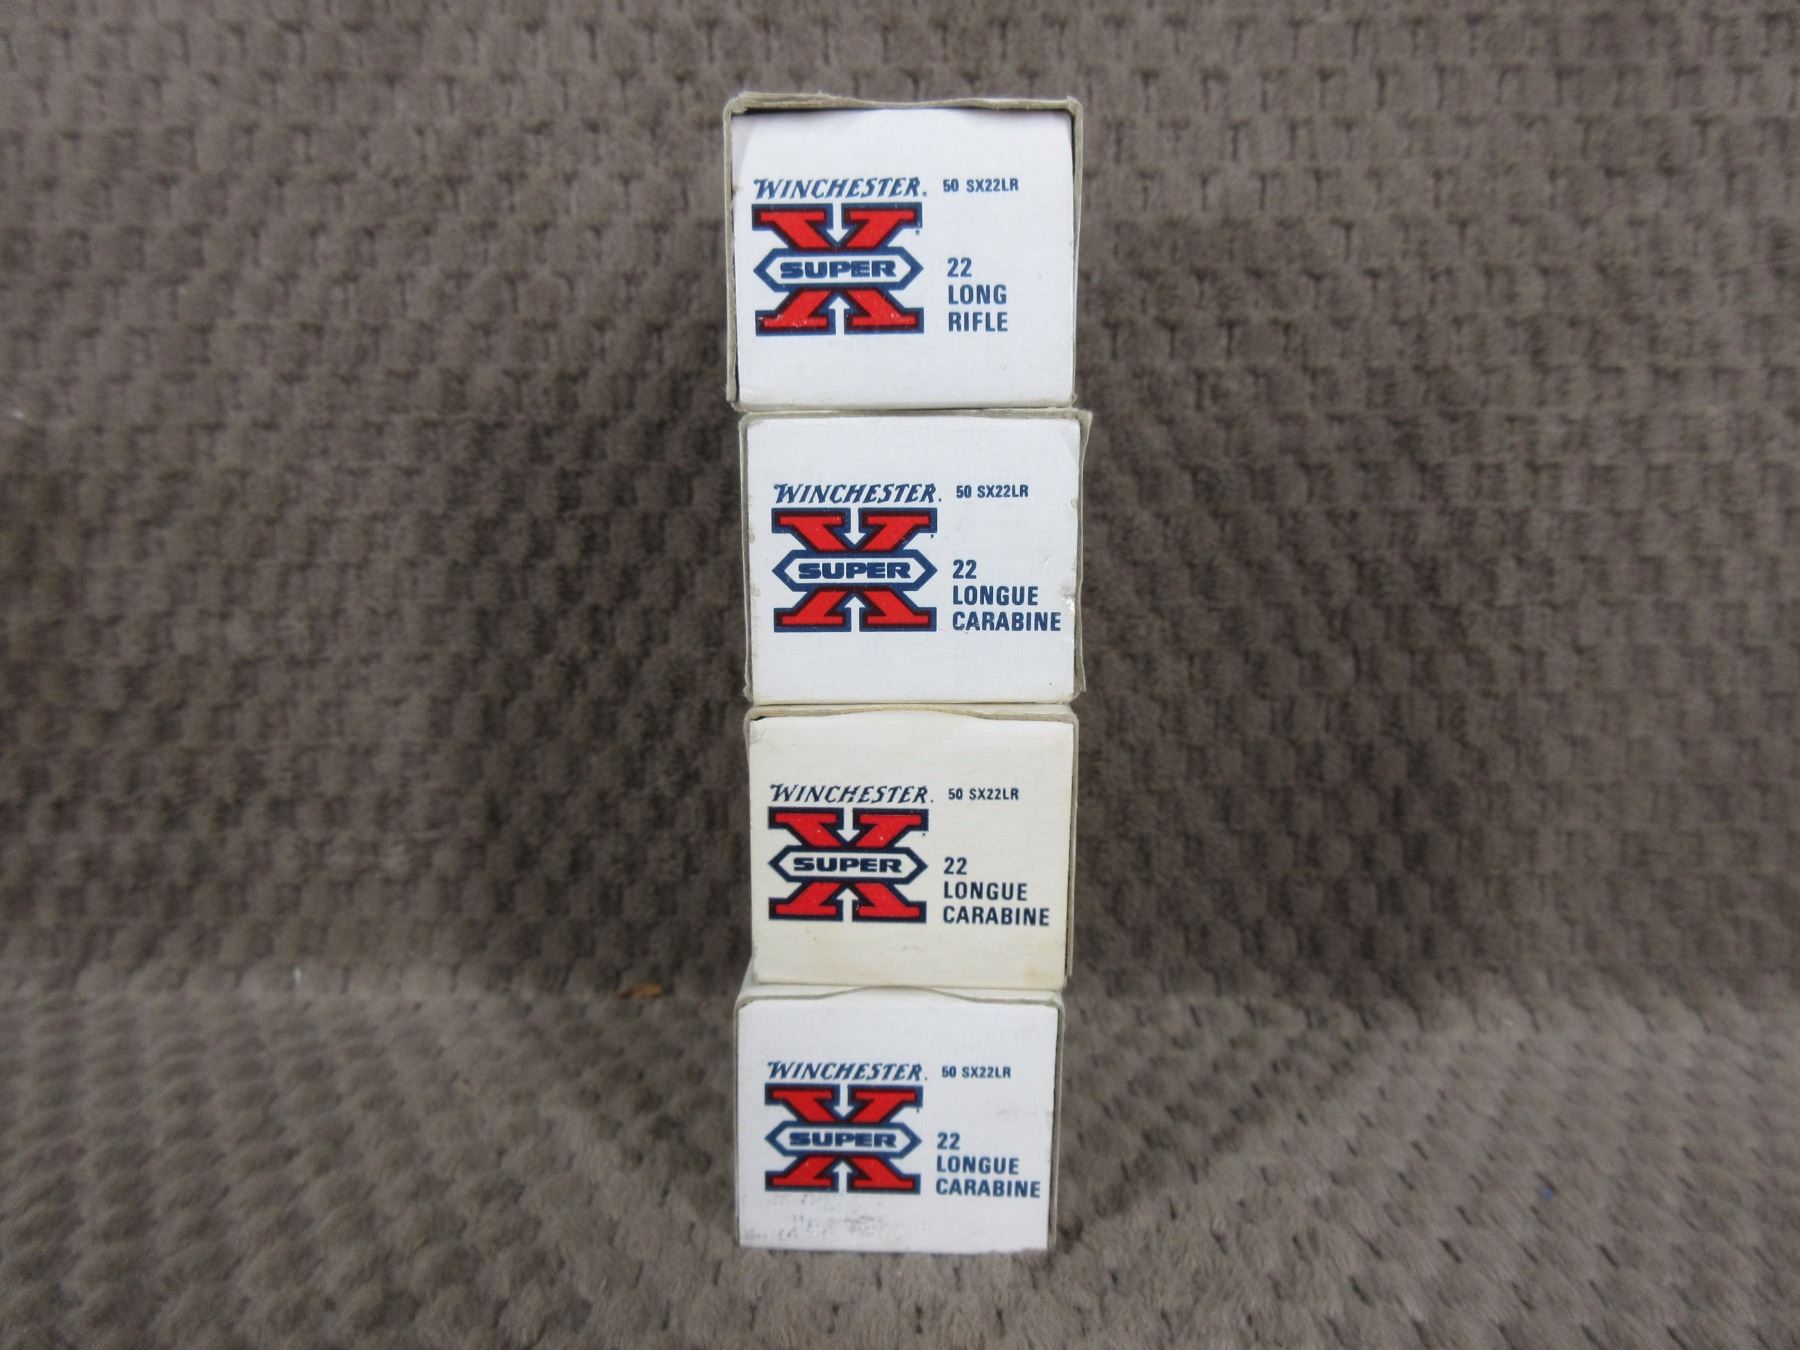 WINCHESTER. 50 SX22LR
X
SUPER
22
LONG
RIFLE
WINCHESTER. 50 SX22LR
X
SUPER
22
LONGUE
CARABINE
WINCHESTER. 50 SX22LR
X
SUPER
22
LONGUE
CARABINE
WINCHESTER. 50 SX22LR
X
SUPER
22
LONGUE
CARABINE